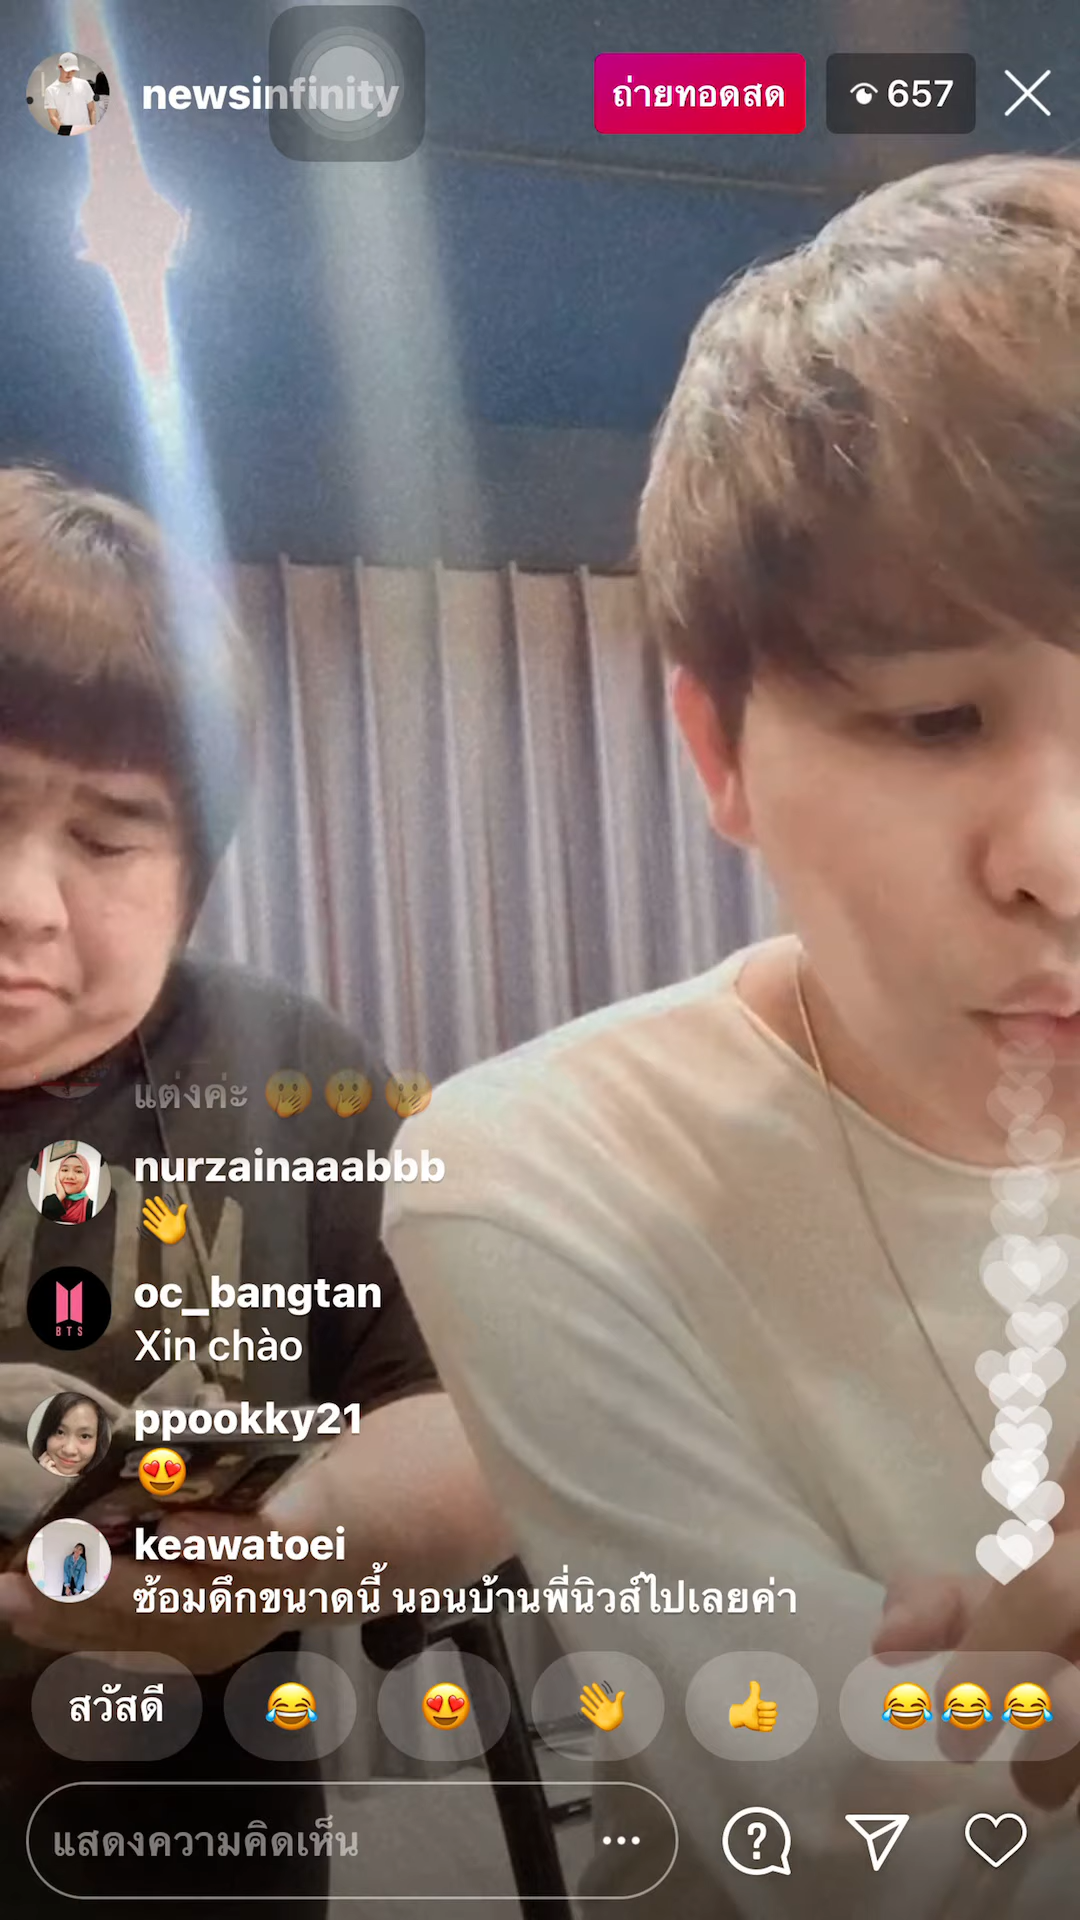 newsinfinity
ถ่ายทอดสด
657
แต่งค่ะ 🤭🤭🤭
nurzainaaabbb
👋
BTS
oc_bangtan
Xin chào
ppookky21
😍
keawatoei
ซ้อมดึกขนาดนี้ นอนบ้านพี่นิวส์ไปเลยค่า
สวัสดี 😂 😍 👋 👍 😂😂😂
แสดงความคิดเห็น